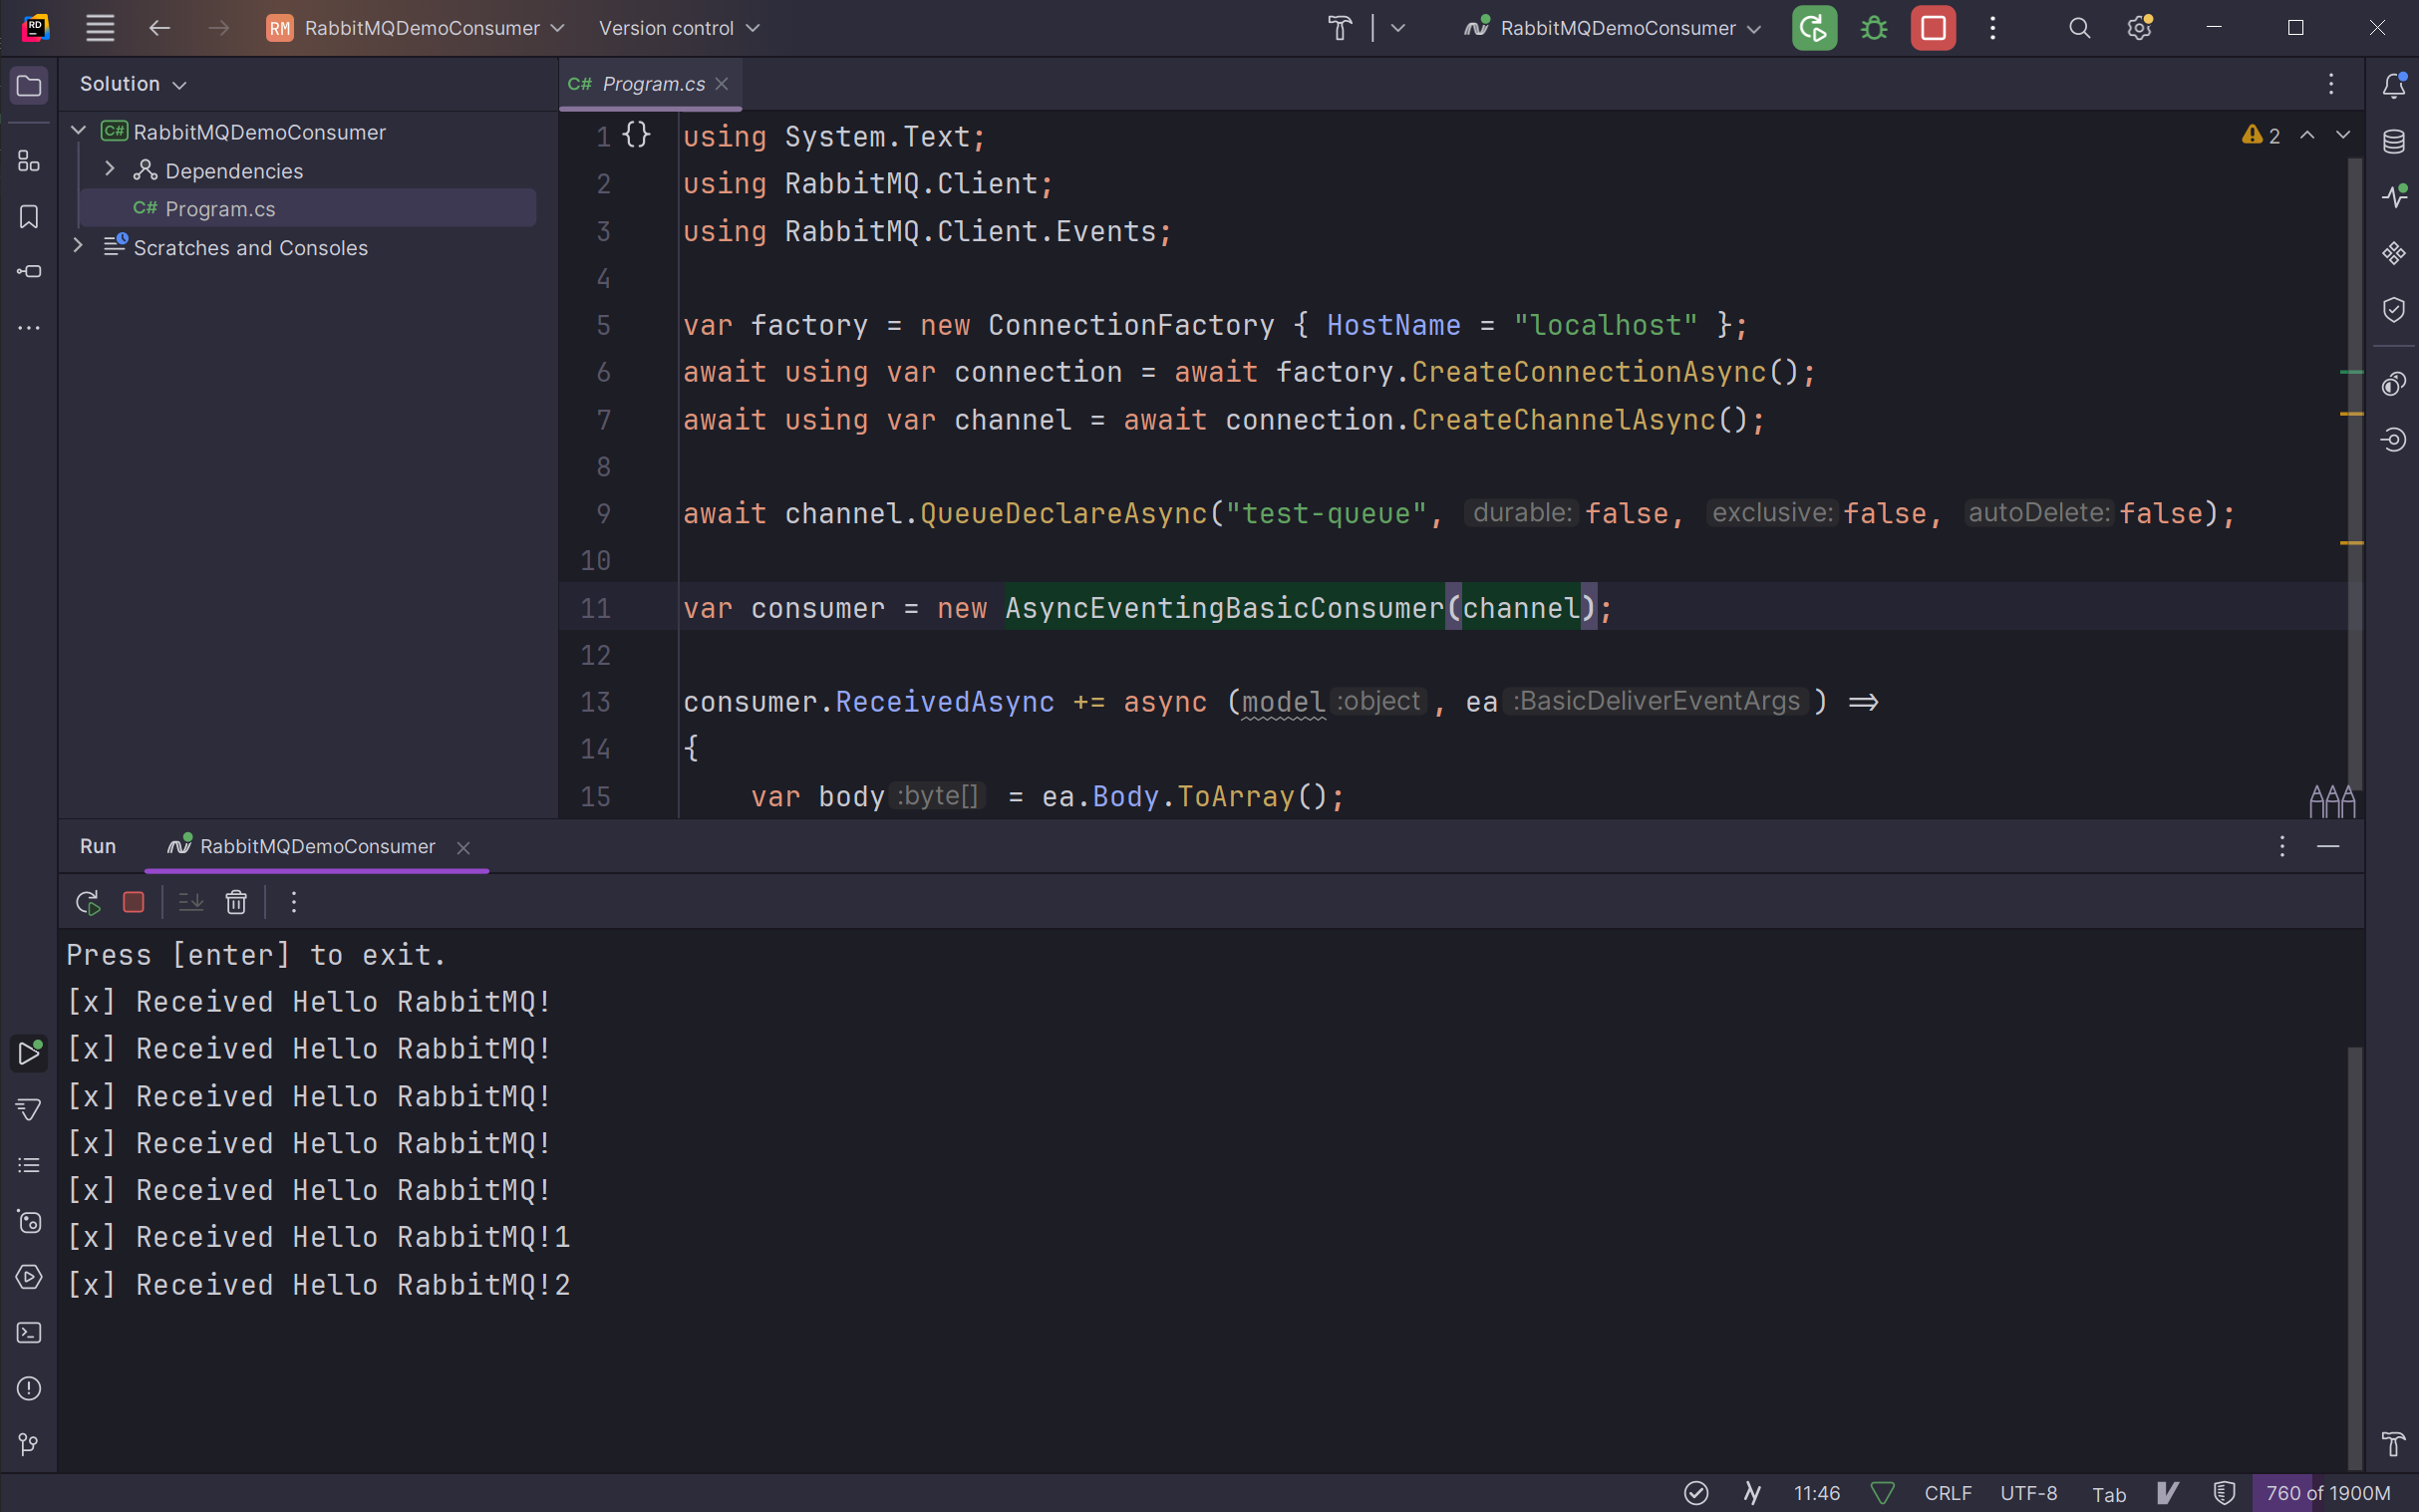 RD RM RabbitMQDemoConsumer Version control RabbitMQDemoConsumer
Solution
C# RabbitMQDemoConsumer
Dependencies
C# Program.cs
Scratches and Consoles
C# Program.cs
2
1 {} using System.Text;
2 using RabbitMQ.Client;
3 using RabbitMQ.Client.Events;
4
5 var factory = new ConnectionFactory { HostName = "localhost" };
6 await using var connection = await factory.CreateConnectionAsync();
7 await using var channel = await connection.CreateChannelAsync();
8
9 await channel.QueueDeclareAsync("test-queue", durable: false, exclusive: false, autoDelete: false);
10
11 var consumer = new AsyncEventingBasicConsumer(channel);
12
13 consumer.ReceivedAsync += async (model :object , ea :BasicDeliverEventArgs ) =>
14 {
15 var body :byte[] = ea.Body.ToArray();
Run RabbitMQDemoConsumer
Press [enter] to exit.
[x] Received Hello RabbitMQ!
[x] Received Hello RabbitMQ!
[x] Received Hello RabbitMQ!
[x] Received Hello RabbitMQ!
[x] Received Hello RabbitMQ!
[x] Received Hello RabbitMQ!1
[x] Received Hello RabbitMQ!2
11:46 CRLF UTF-8 Tab 760 of 1900M